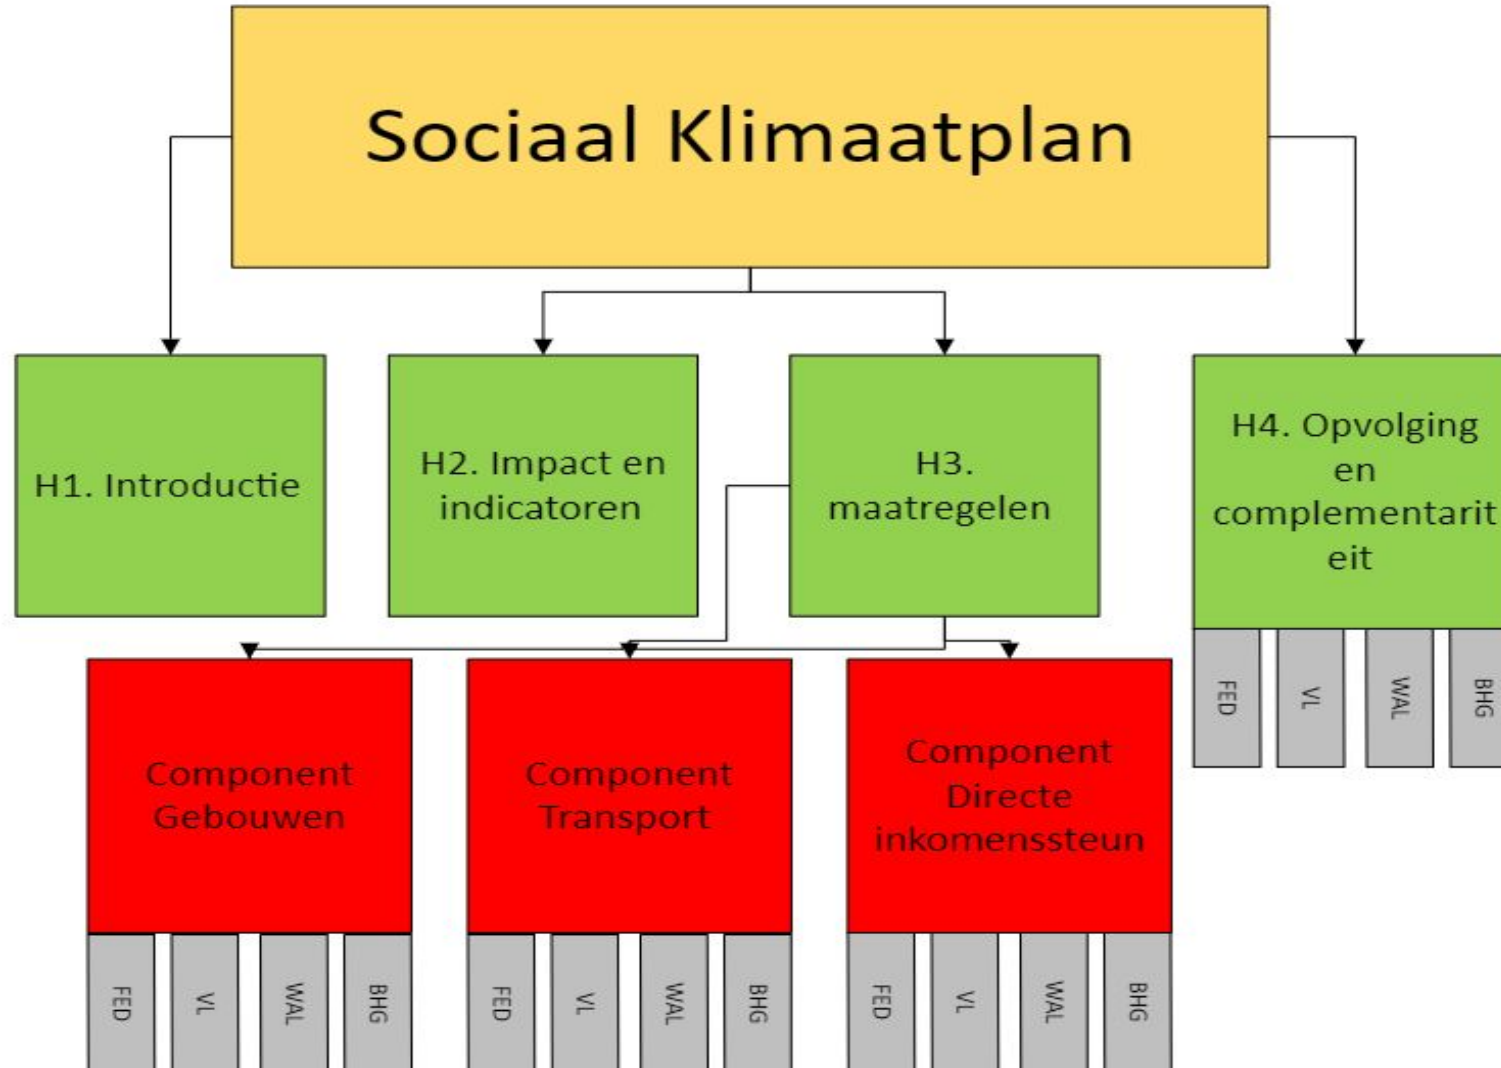 Sociaal Klimaatplan
H1. Introductie
H2. Impact en
indicatoren
H3.
maatregelen
H4. Opvolging
en
complementarit
eit
FED
VL
WAL
BHG
Component
Gebouwen
Component
Transport
Component
Directe
inkomenssteun
FED
VL
WAL
BHG
FED
VL
WAL
BHG
FED
VL
WAL
BHG